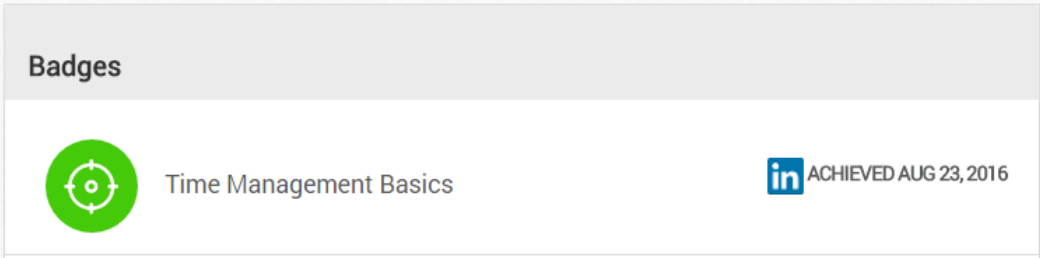 Badges
Time Management Basics
in ACHIEVED AUG 23, 2016